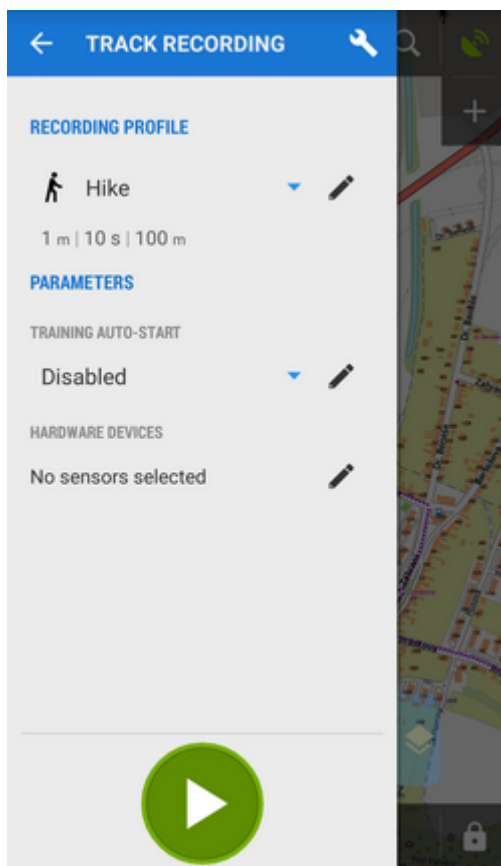 TRACK RECORDING
RECORDING PROFILE
Hike
1 m | 10 s | 100 m
PARAMETERS
TRAINING AUTO-START
Disabled
HARDWARE DEVICES
No sensors selected